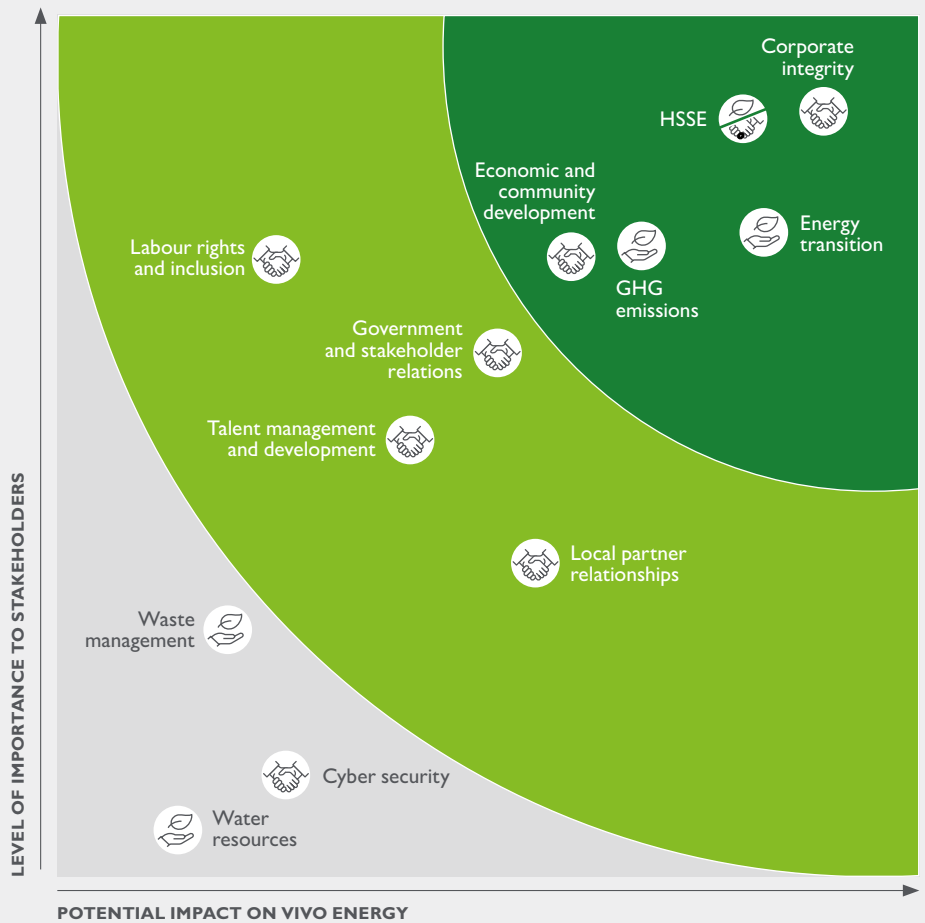 Corporate
integrity
HSSE
Economic and
community
development
Energy
transition
GHG
emissions
Labour rights
and inclusion
Government
and stakeholder
relations
Talent management
and development
Local partner
relationships
Waste
management
Cyber security
Water
resources
LEVEL OF IMPORTANCE TO STAKEHOLDERS
POTENTIAL IMPACT ON VIVO ENERGY